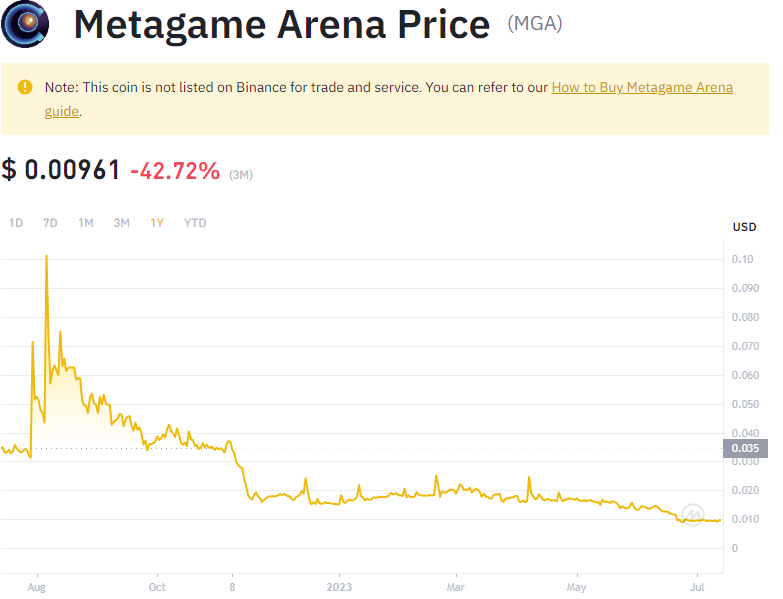 Metagame Arena Price (MGA)
Note: This coin is not listed on Binance for trade and service. You can refer to our How to Buy Metagame Arena
guide.
$ 0.00961 -42.72% (3M)
1D 7D 1M 3M 1Y YTD
USD
0.10
0.090
0.080
0.070
0.060
0.050
0.040
0.035
0.030
0.020
0.010
0
Aug Oct 8 2023 Mar May Jul